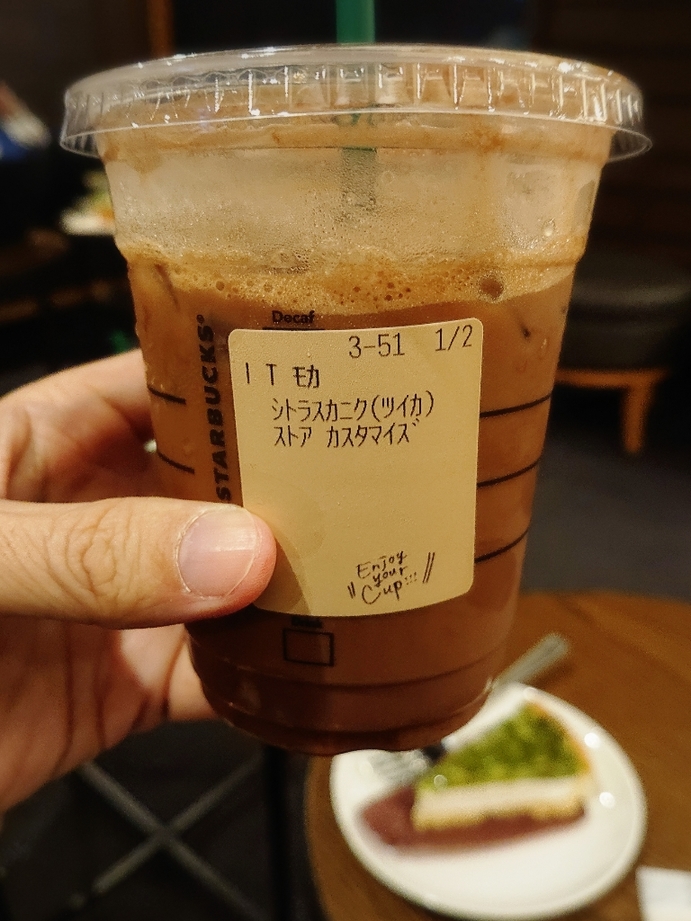 Decaf
STARBUCKS®
3-51 1/2
I T モカ
シトラスカニク(ツイカ)
ストア カスタマイズ
Enjoy
your
Cup...